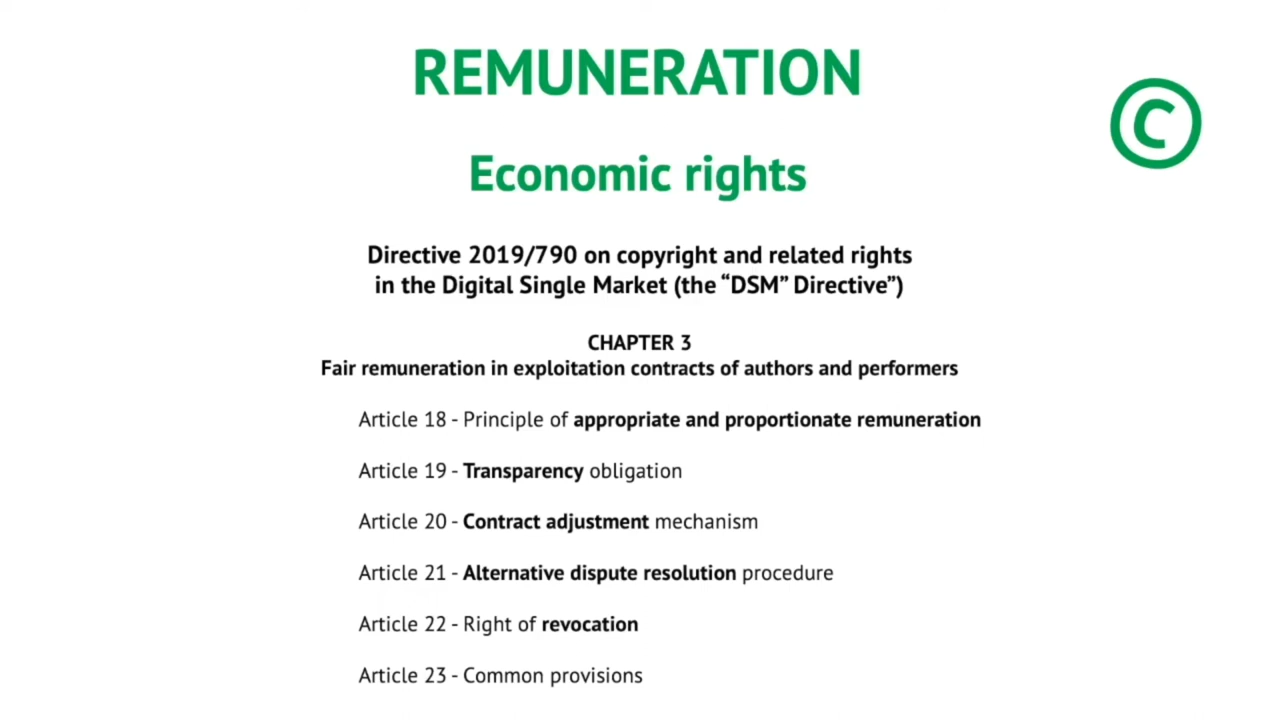 REMUNERATION
©
Economic rights
Directive 2019/790 on copyright and related rights
in the Digital Single Market (the “DSM” Directive”)
CHAPTER 3
Fair remuneration in exploitation contracts of authors and performers
Article 18 - Principle of appropriate and proportionate remuneration
Article 19 - Transparency obligation
Article 20 - Contract adjustment mechanism
Article 21 - Alternative dispute resolution procedure
Article 22 - Right of revocation
Article 23 - Common provisions